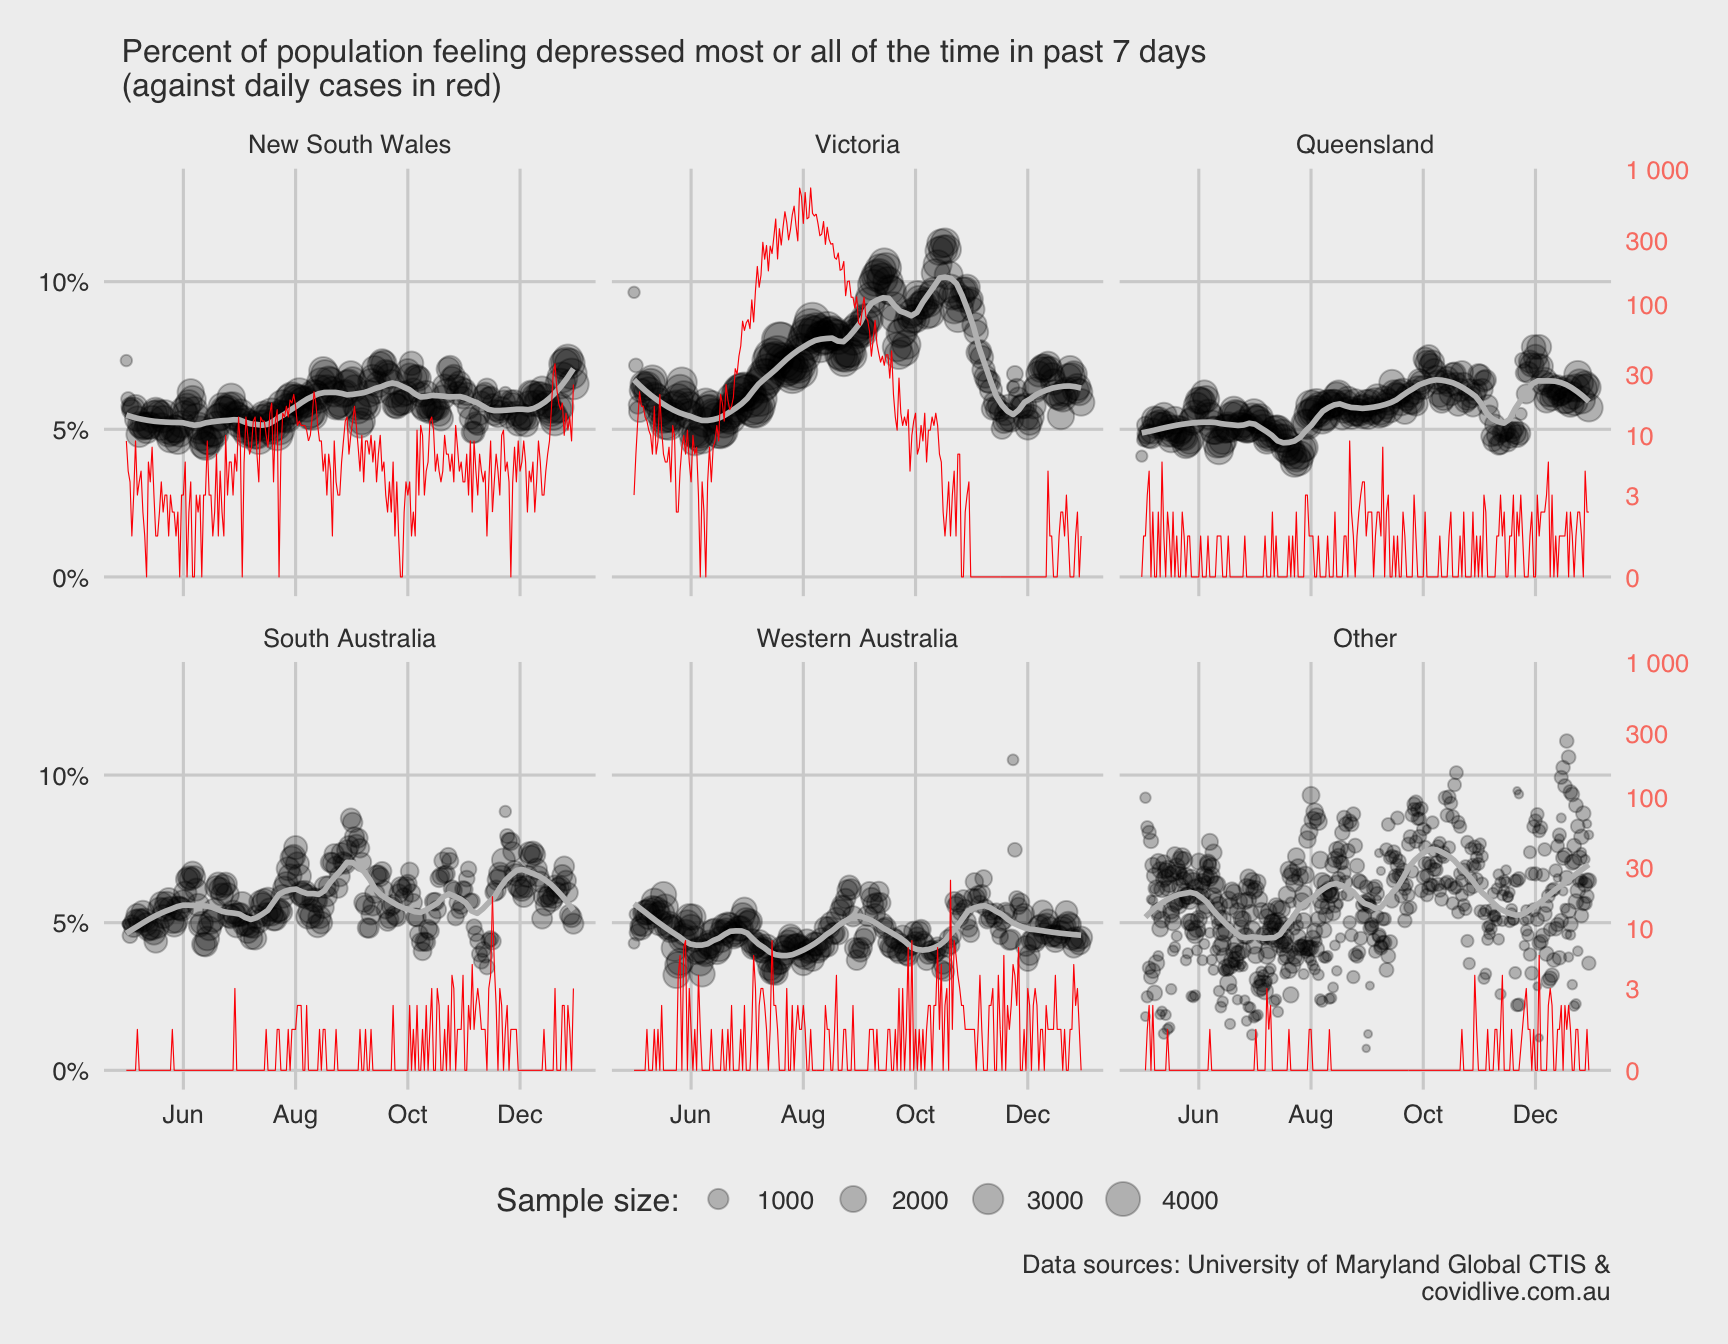 Percent of population feeling depressed most or all of the time in past 7 days
(against daily cases in red)
New South Wales
Victoria
Queensland
10%
5%
0%
1 000
300
100
30
10
3
0
South Australia
Western Australia
Other
10%
5%
0%
1 000
300
100
30
10
3
0
Jun Aug Oct Dec
Jun Aug Oct Dec
Jun Aug Oct Dec
Sample size: 1000 2000 3000 4000
Data sources: University of Maryland Global CTIS &
covidlive.com.au